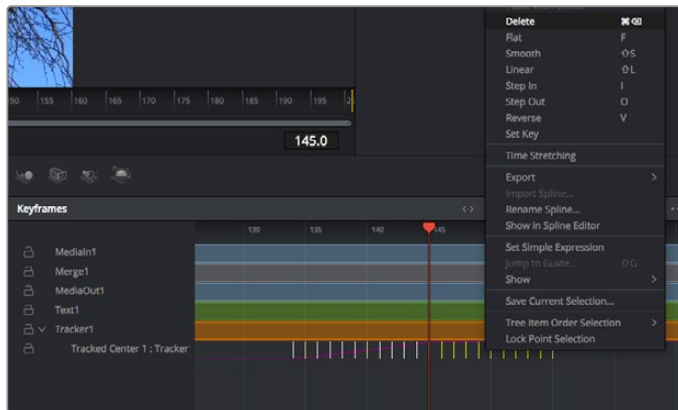 Delete ⌘⌫
Flat F
Smooth ⇧S
Linear ⇧L
Step In I
Step Out O
Reverse V
Set Key
Time Stretching
Export >
Import Spline...
Rename Spline...
Show in Spline Editor
Set Simple Expression
Jump to Guide... ⇧G
Show >
Save Current Selection...
Tree Item Order Selection >
Lock Point Selection
155 160 165 170 175 180 185 190 195
145.0
Keyframes
130 135 140 145
MediaIn1
Merge1
MediaOut1
Text1
Tracker1
Tracked Center 1 : Tracker